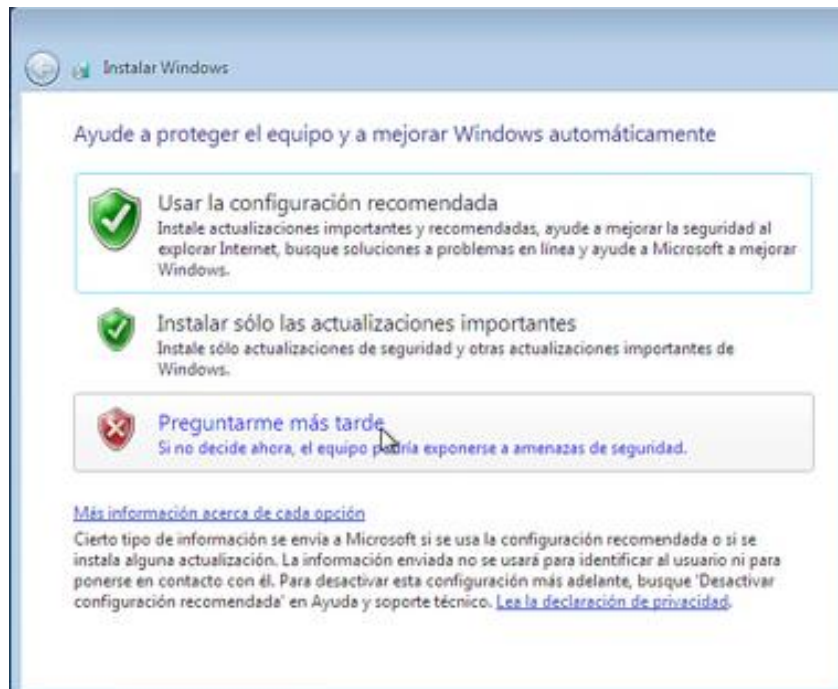 Instalar Windows
Ayude a proteger el equipo y a mejorar Windows automáticamente
Usar la configuración recomendada
Instale actualizaciones importantes y recomendadas, ayude a mejorar la seguridad al
explorar Internet, busque soluciones a problemas en línea y ayude a Microsoft a mejorar
Windows.
Instalar sólo las actualizaciones importantes
Instale sólo actualizaciones de seguridad y otras actualizaciones importantes de
Windows.
Preguntarme más tarde
Si no decide ahora, el equipo podría exponerse a amenazas de seguridad.
Más información acerca de cada opción
Cierto tipo de información se envía a Microsoft si se usa la configuración recomendada o si se
instala alguna actualización. La información enviada no se usará para identificar al usuario ni para
ponerse en contacto con él. Para desactivar esta configuración más adelante, busque 'Desactivar
configuración recomendada' en Ayuda y soporte técnico. Lea la declaración de privacidad.